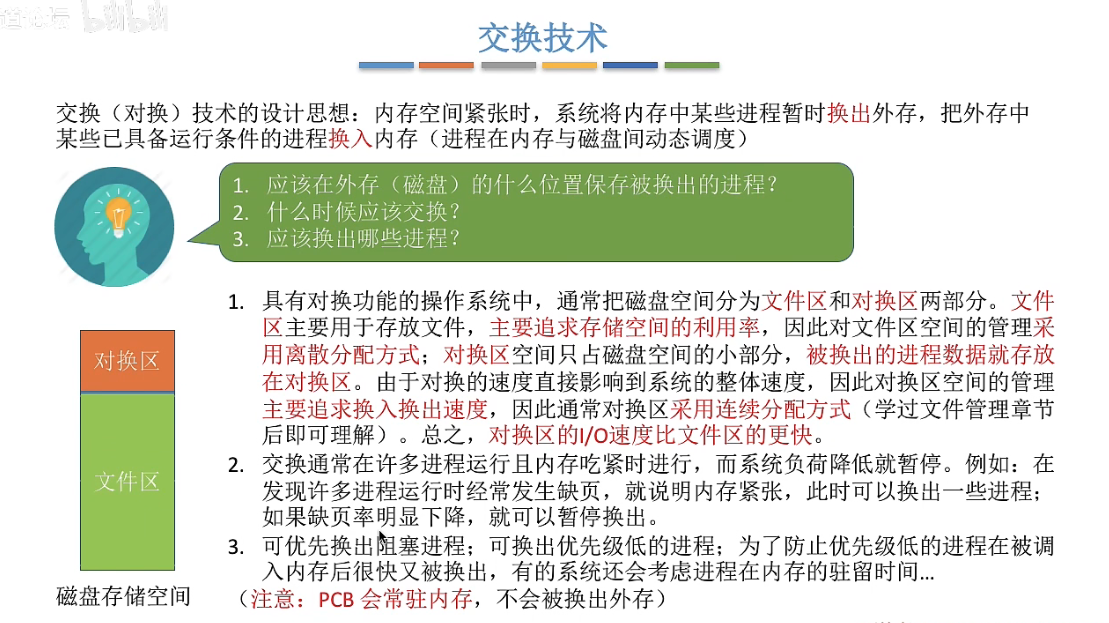 交换技术
交换（对换）技术的设计思想：内存空间紧张时，系统将内存中某些进程暂时换出外存，把外存中
某些已具备运行条件的进程换入内存（进程在内存与磁盘间动态调度）
1. 应该在外存（磁盘）的什么位置保存被换出的进程？
2. 什么时候应该交换？
3. 应该换出哪些进程？
1. 具有对换功能的操作系统中，通常把磁盘空间分为文件区和对换区两部分。文件
区主要用于存放文件，主要追求存储空间的利用率，因此对文件区空间的管理采
用离散分配方式；对换区空间只占磁盘空间的小部分，被换出的进程数据就存放
在对换区。由于对换的速度直接影响到系统的整体速度，因此对换区空间的管理
主要追求换入换出速度，因此通常对换区采用连续分配方式（学过文件管理章节
后即可理解）。总之，对换区的I/O速度比文件区的更快。
2. 交换通常在许多进程运行且内存吃紧时进行，而系统负荷降低就暂停。例如：在
发现许多进程运行时经常发生缺页，就说明内存紧张，此时可以换出一些进程；
如果缺页率明显下降，就可以暂停换出。
3. 可优先换出阻塞进程；可换出优先级低的进程；为了防止优先级低的进程在被调
入内存后很快又被换出，有的系统还会考虑进程在内存的驻留时间…
（注意：PCB 会常驻内存，不会被换出外存）
对换区
文件区
磁盘存储空间